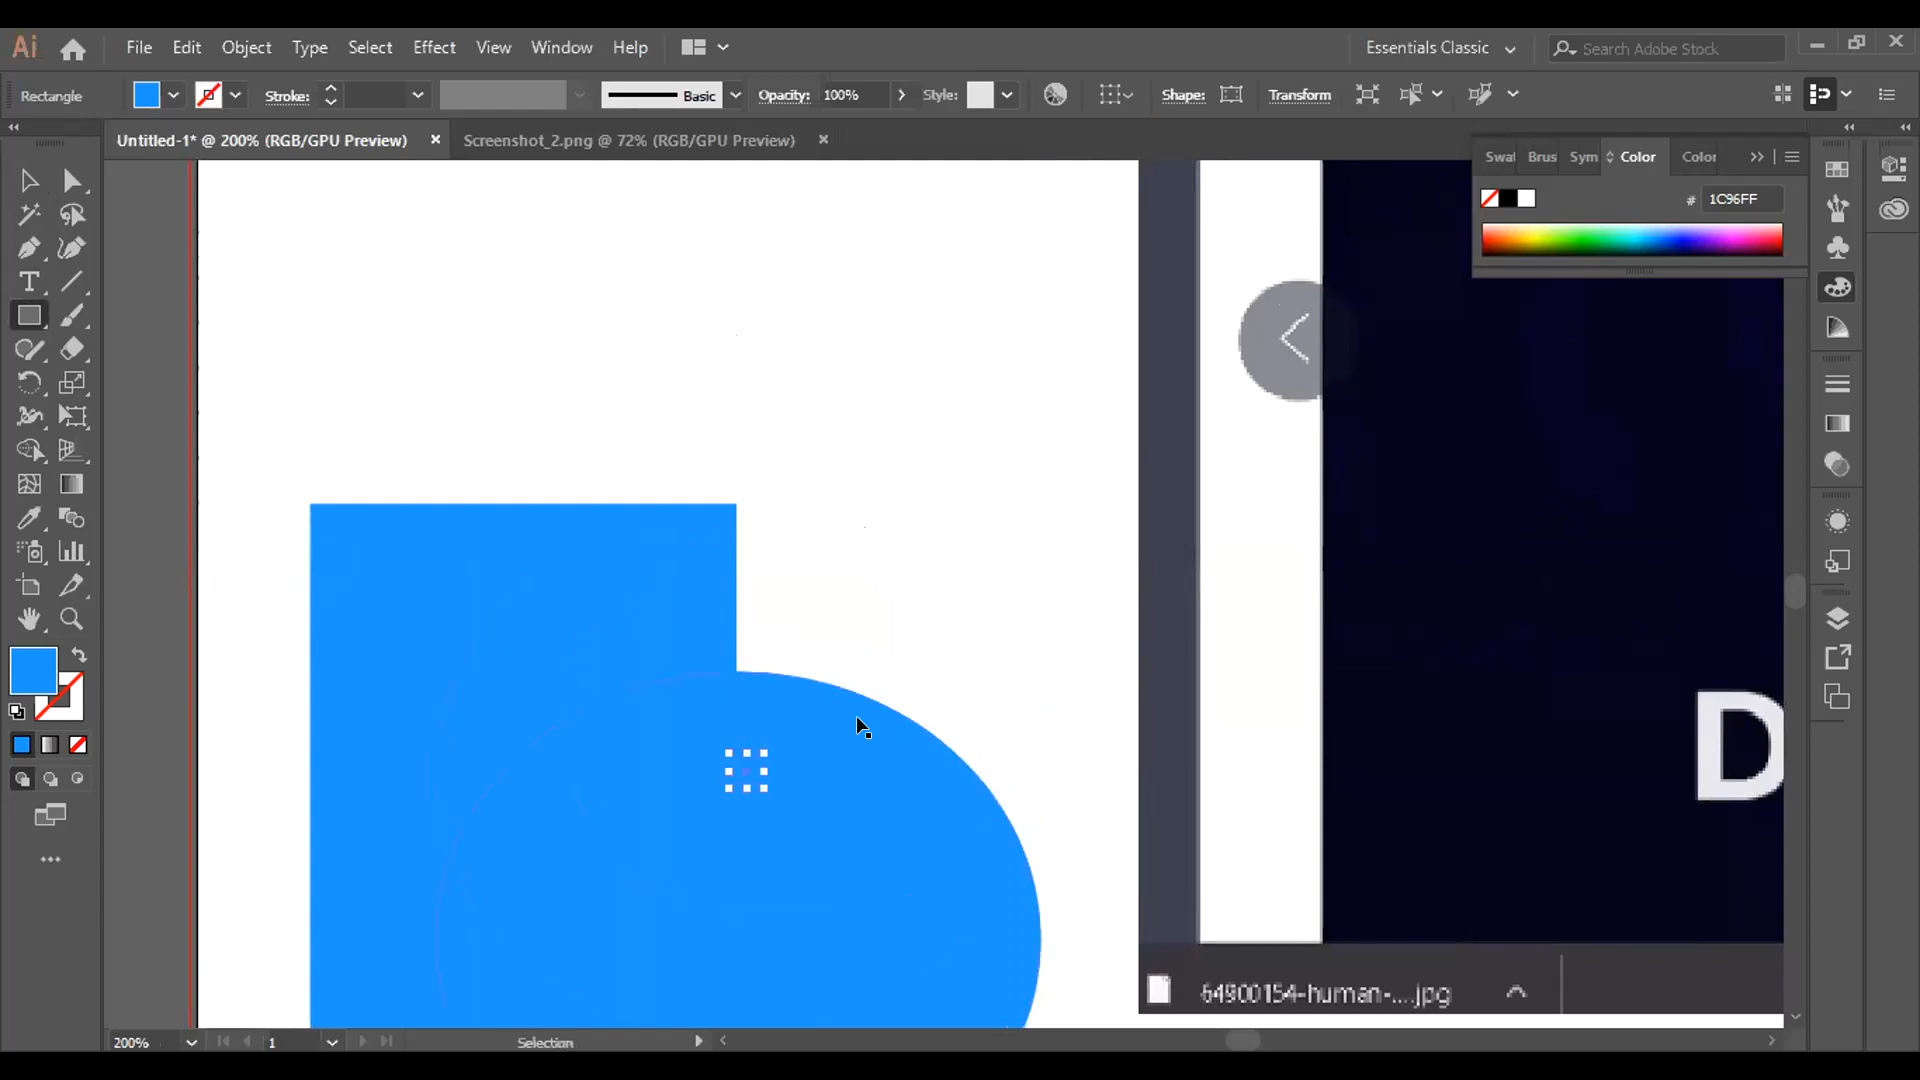 Ai File Edit Object Type Select Effect View Window Help Essentials Classic Search Adobe Stock
Rectangle Stroke: Basic Opacity: 100% Style: Shape: Transform
Untitled-1* @ 200% (RGB/GPU Preview) Screenshot_2.png @ 72% (RGB/GPU Preview)
Swat Brus Sym Color Color
# 1C96FF
D
64900154-human-....jpg
200% 1 Selection